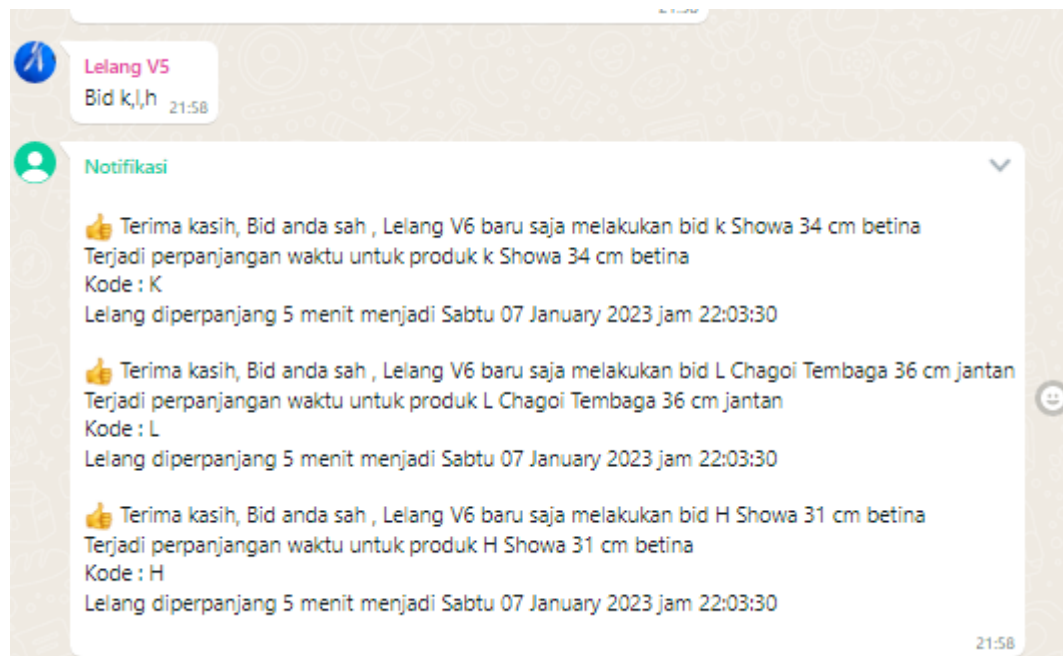 Lelang V5
Bid k,l,h 21:58
Notifikasi
👍 Terima kasih, Bid anda sah , Lelang V6 baru saja melakukan bid k Showa 34 cm betina
Terjadi perpanjangan waktu untuk produk k Showa 34 cm betina
Kode : K
Lelang diperpanjang 5 menit menjadi Sabtu 07 January 2023 jam 22:03:30
👍 Terima kasih, Bid anda sah , Lelang V6 baru saja melakukan bid L Chagoi Tembaga 36 cm jantan
Terjadi perpanjangan waktu untuk produk L Chagoi Tembaga 36 cm jantan
Kode : L
Lelang diperpanjang 5 menit menjadi Sabtu 07 January 2023 jam 22:03:30
👍 Terima kasih, Bid anda sah , Lelang V6 baru saja melakukan bid H Showa 31 cm betina
Terjadi perpanjangan waktu untuk produk H Showa 31 cm betina
Kode : H
Lelang diperpanjang 5 menit menjadi Sabtu 07 January 2023 jam 22:03:30
21:58